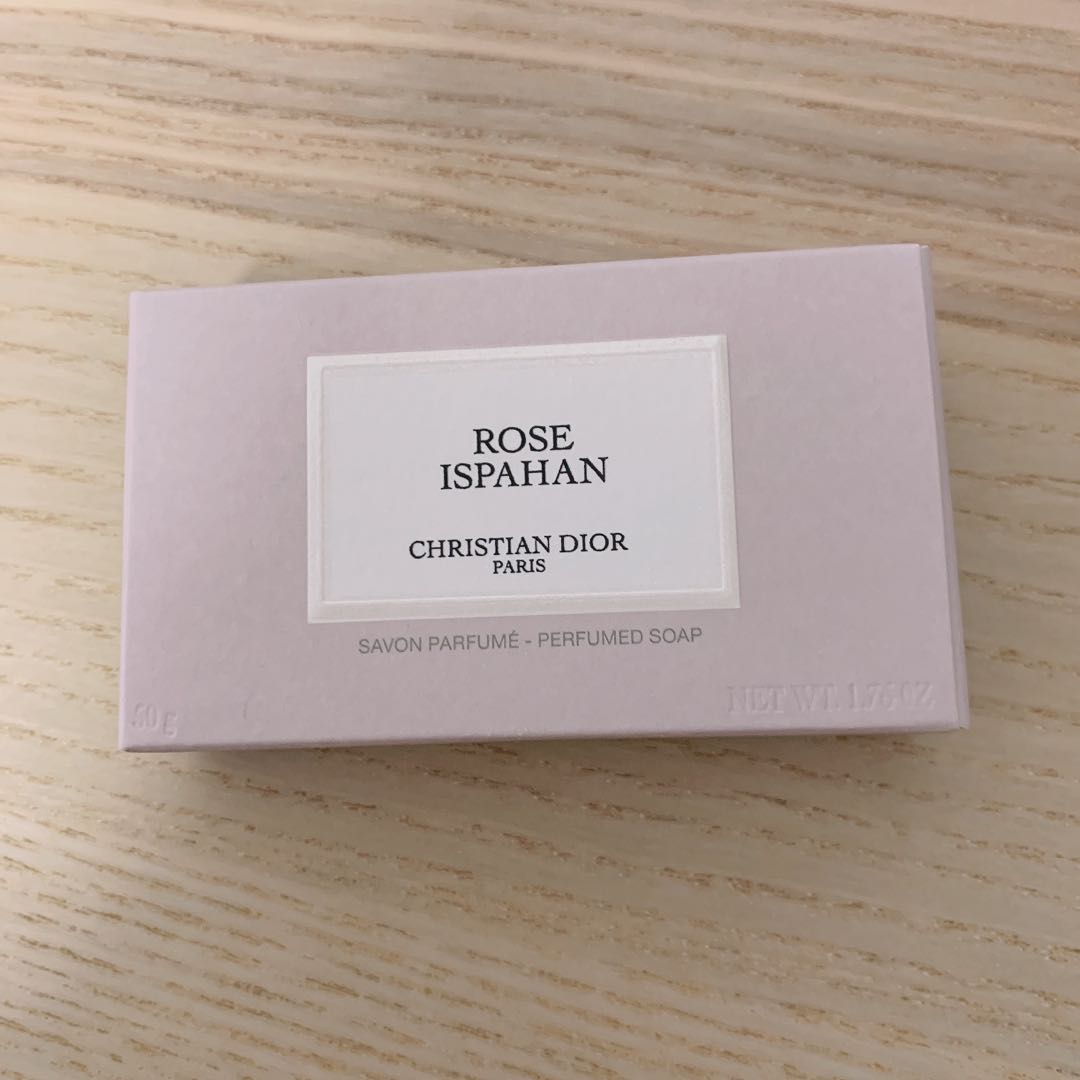 ROSE
ISPAHAN
CHRISTIAN DIOR
PARIS
SAVON PARFUMÉ - PERFUMED SOAP
50 g
NET WT. 1.76 OZ